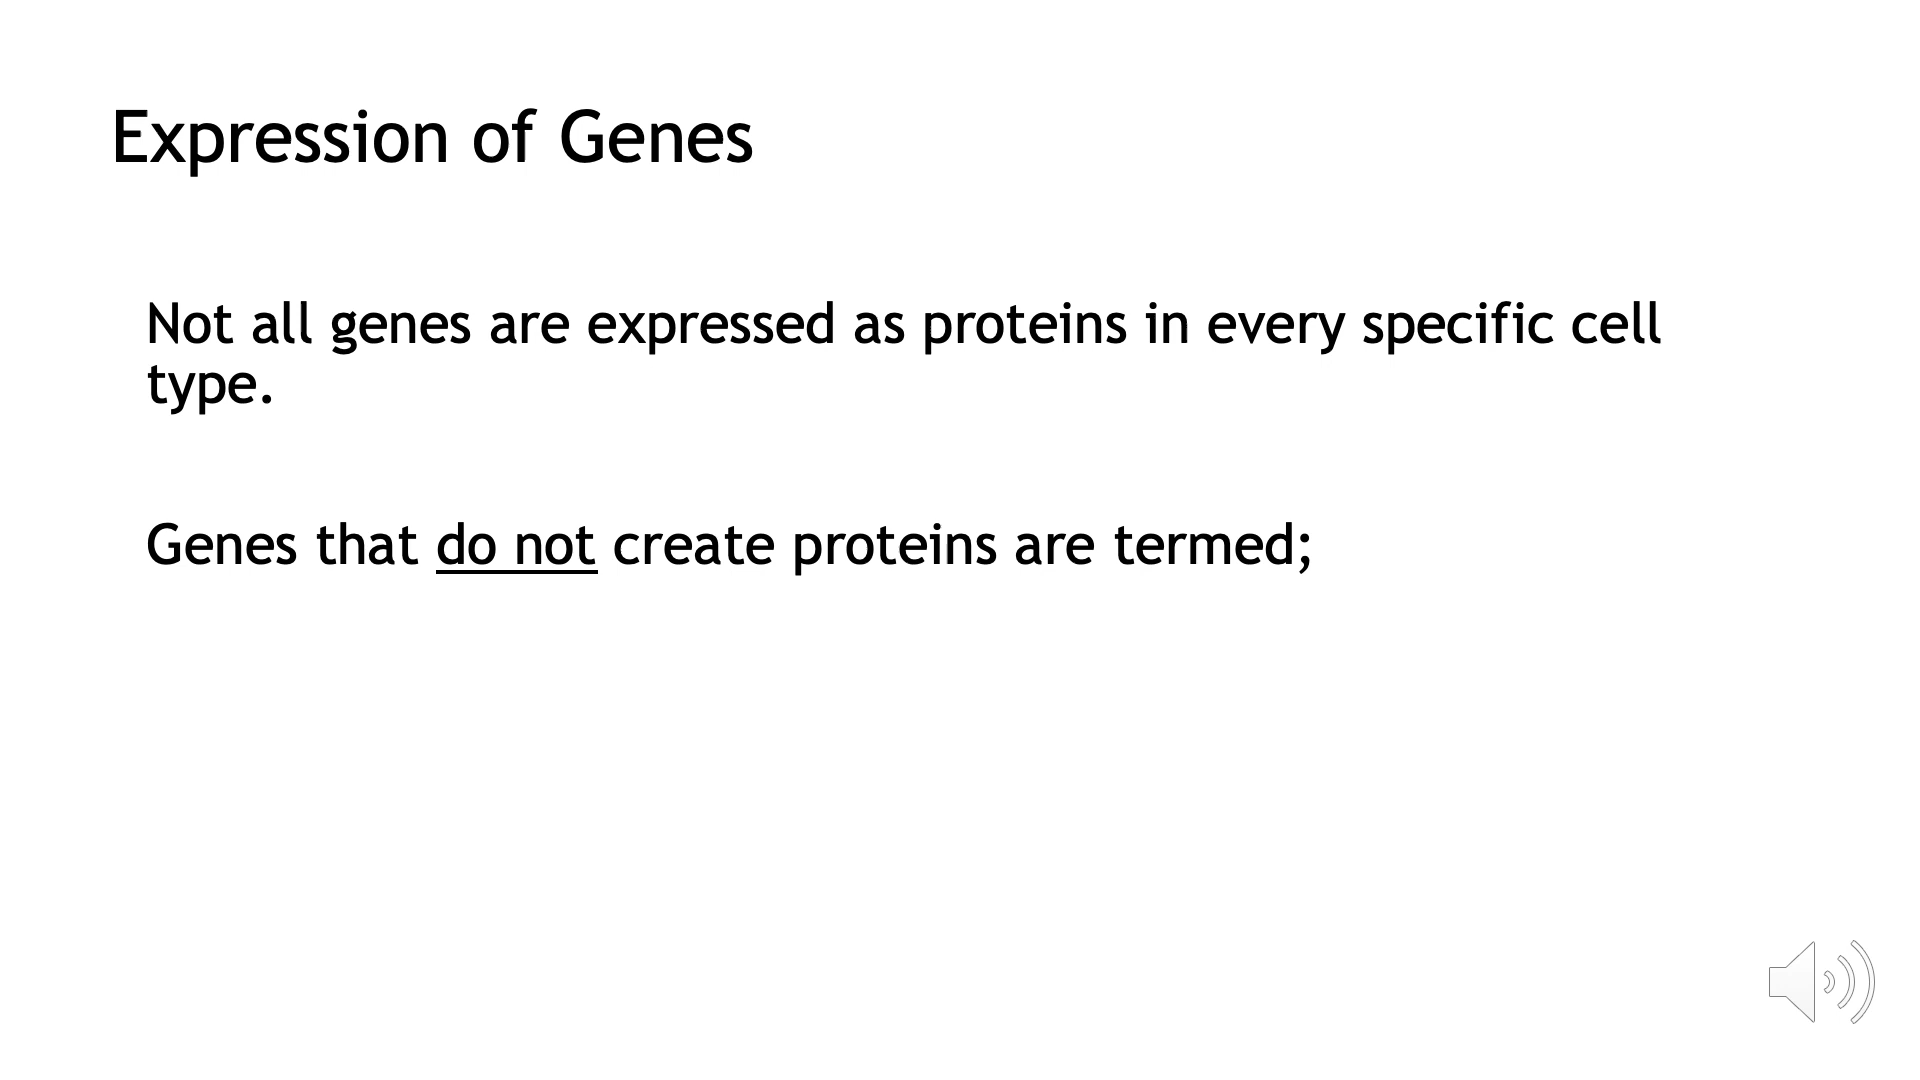 Expression of Genes
Not all genes are expressed as proteins in every specific cell
type.
Genes that do not create proteins are termed;